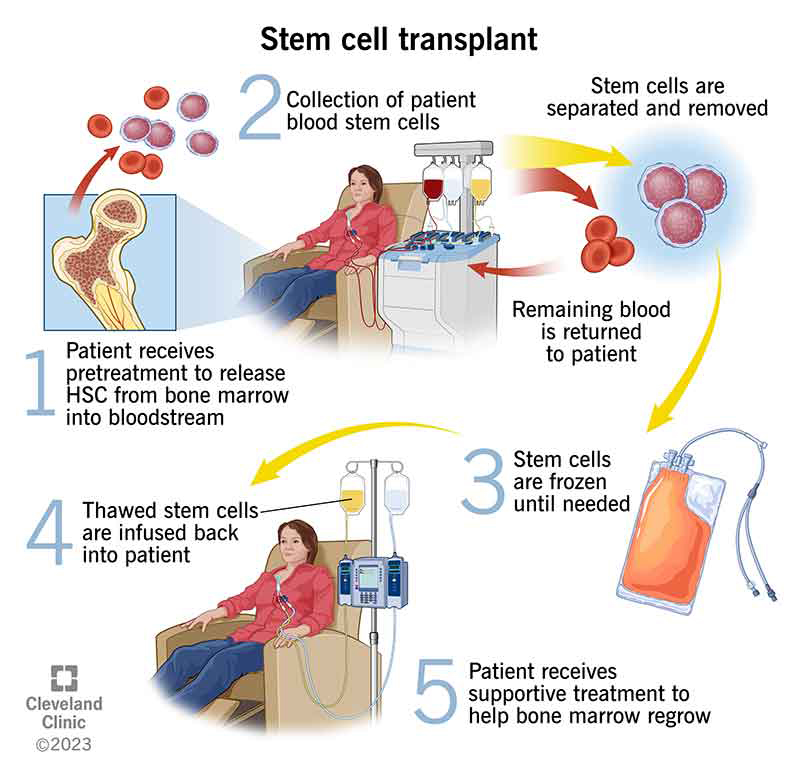 Stem cell transplant
1
Patient receives
pretreatment to release
HSC from bone marrow
into bloodstream
2
Collection of patient
blood stem cells
Stem cells are
separated and removed
Remaining blood
is returned
to patient
3
Stem cells
are frozen
until needed
4
Thawed stem cells
are infused back
into patient
5
Patient receives
supportive treatment to
help bone marrow regrow
Cleveland
Clinic
©2023